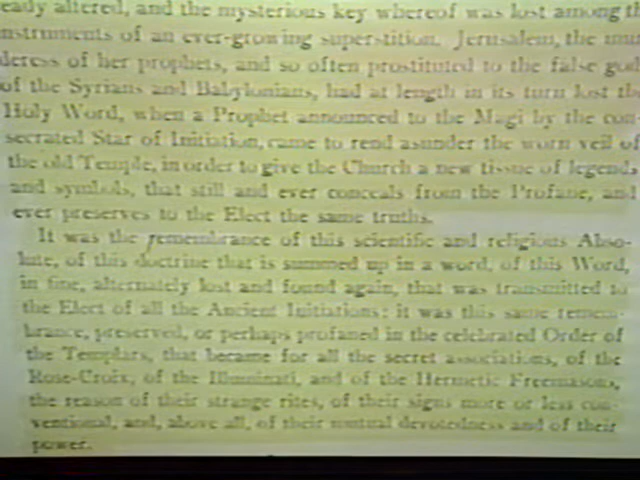 eady altered, and the mysterious key whereof was lost among th
nstruments of an ever-growing superstition. Jerusalem, the mur
deress of her prophets, and so often prostituted to the false god
of the Syrians and Babylonians, had at length in its turn lost the
Holy Word, when a Prophet announced to the Magi by the con-
secrated Star of Initiation, came to rend asunder the worn veil of
the old Temple, in order to give the Church a new tissue of legends
and symbols, that still and ever conceals from the Profane, and
ever preserves to the Elect the same truths.
It was the remembrance of this scientific and religious Abso-
lute, of this doctrine that is summed up in a word, of this Word,
in fine, alternately lost and found again, that was transmitted to
the Elect of all the Ancient Initiations: it was this same remem-
brance, preserved, or perhaps profaned in the celebrated Order of
the Templars, that became for all the secret associations, of the
Rose-Croix, of the Illuminati, and of the Hermetic Freemasons,
the reason of their strange rites, of their signs more or less con-
ventional, and, above all, of their mutual devotedness and of their
power.